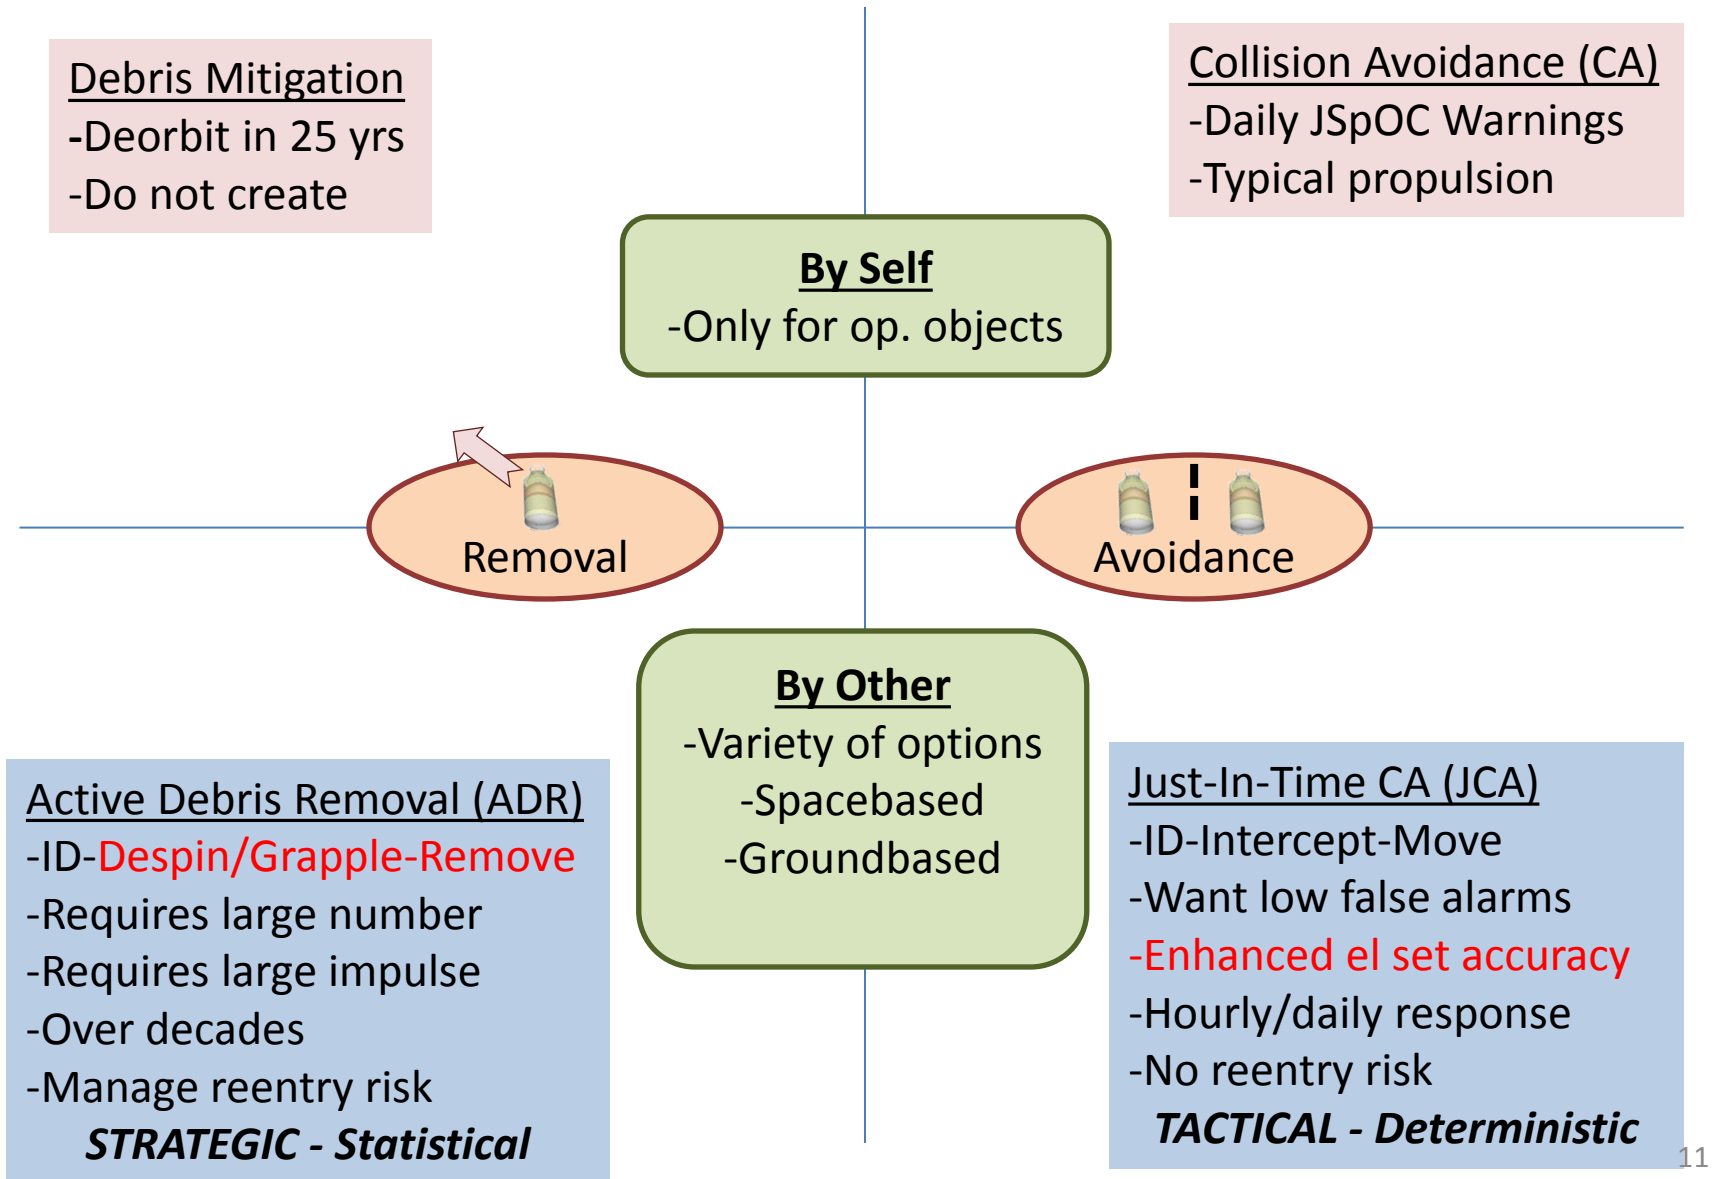 Debris Mitigation
-Deorbit in 25 yrs
-Do not create
Collision Avoidance (CA)
-Daily JSpOC Warnings
-Typical propulsion
By Self
-Only for op. objects
Removal
Avoidance
By Other
-Variety of options
-Spacebased
-Groundbased
Active Debris Removal (ADR)
-ID-Despin/Grapple-Remove
-Requires large number
-Requires large impulse
-Over decades
-Manage reentry risk
STRATEGIC - Statistical
Just-In-Time CA (JCA)
-ID-Intercept-Move
-Want low false alarms
-Enhanced el set accuracy
-Hourly/daily response
-No reentry risk
TACTICAL - Deterministic
11